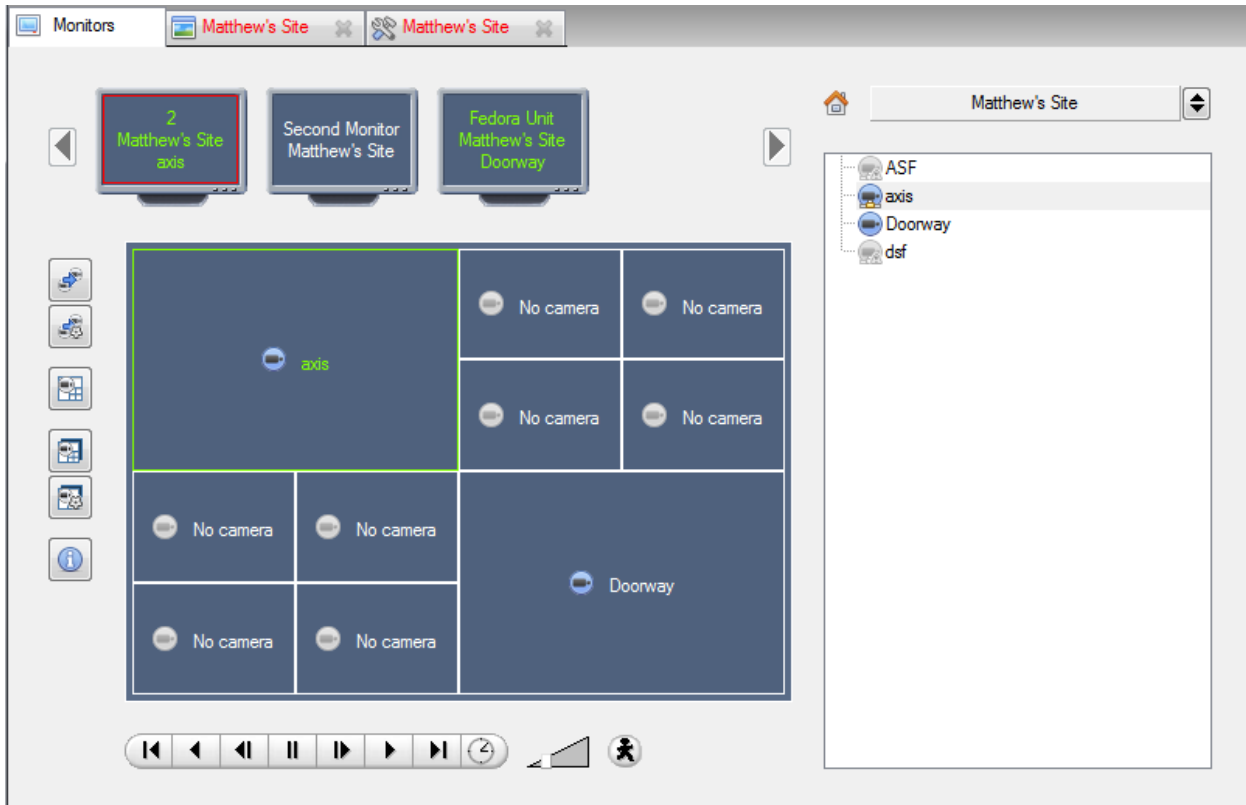 Monitors
Matthew's Site
Matthew's Site
2
Matthew's Site
axis
Second Monitor
Matthew's Site
Fedora Unit
Matthew's Site
Doorway
Matthew's Site
ASF
axis
Doorway
dsf
axis
No camera
No camera
No camera
No camera
No camera
No camera
Doorway
No camera
No camera